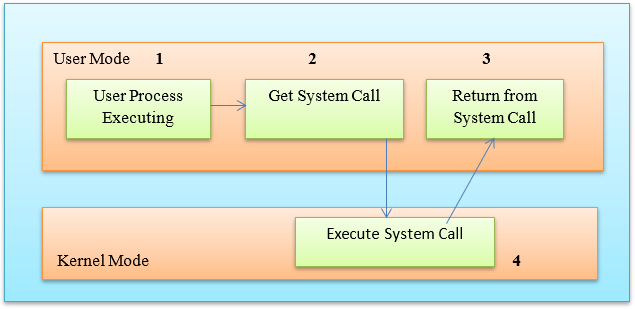 User Mode 1 2 3
User Process
Executing
Get System Call
Return from
System Call
Execute System Call
Kernel Mode 4